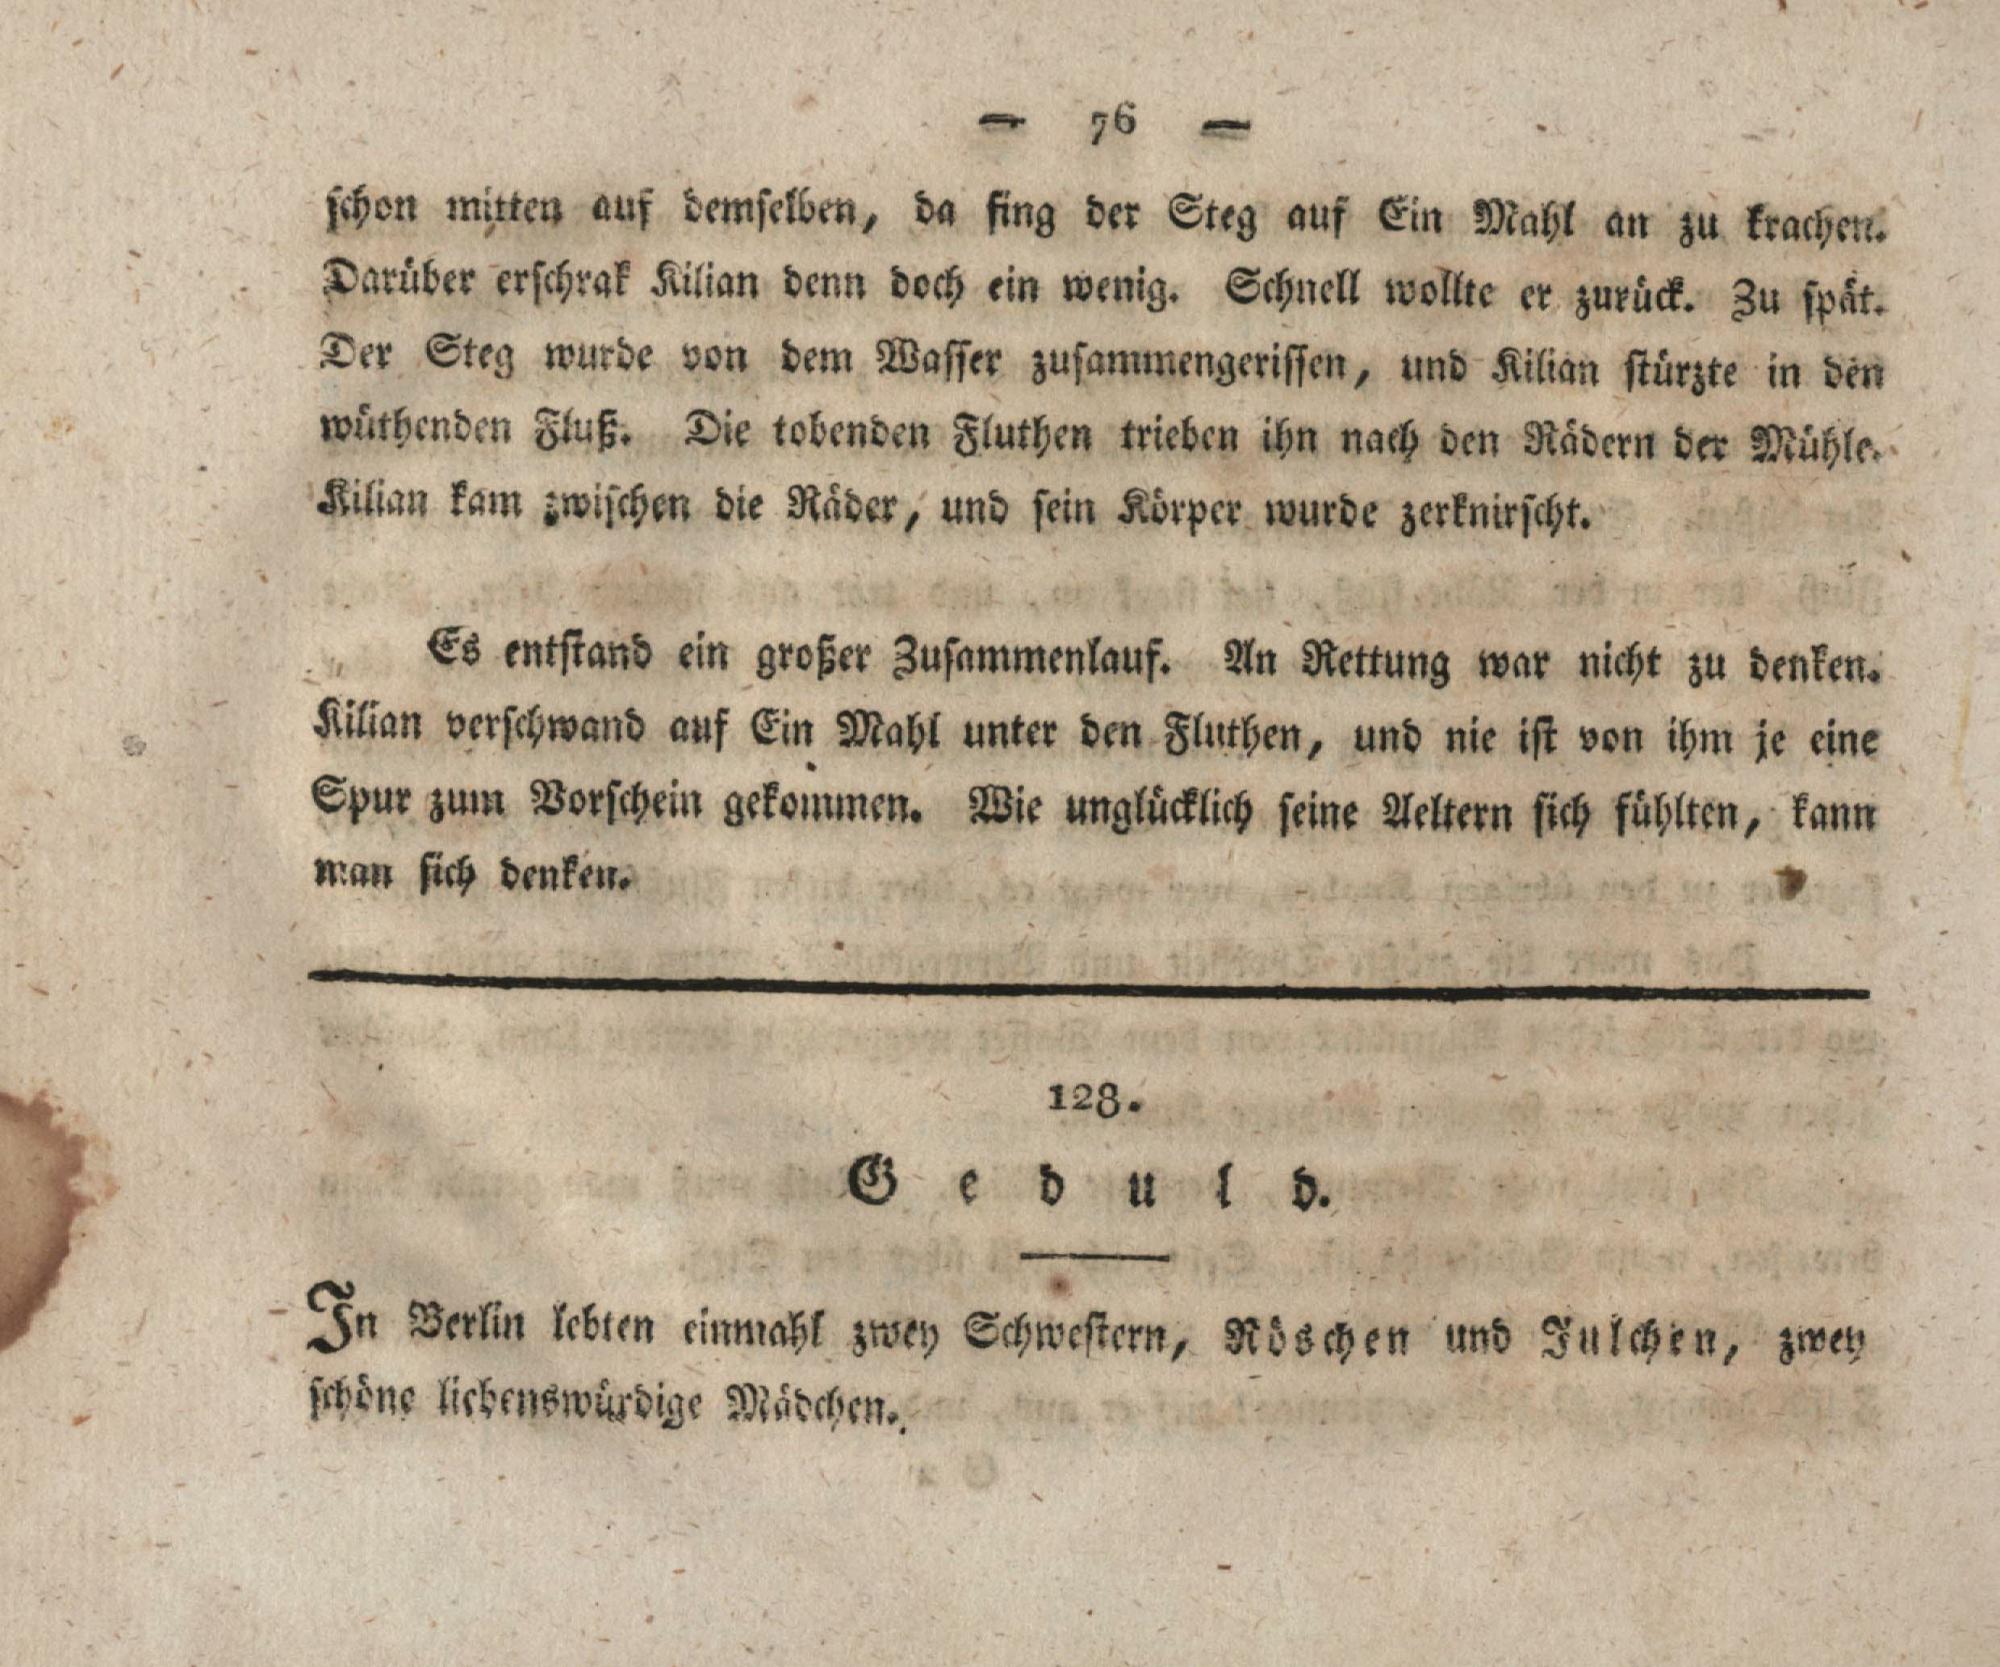 — 76 —
schon mitten auf demselben, da fing der Steg auf Ein Mahl an zu krachen.
Darüber erschrak Kilian denn doch ein wenig. Schnell wollte er zurück. Zu spät.
Der Steg wurde von dem Wasser zusammengerissen, und Kilian stürzte in den
wüthenden Fluß. Die tobenden Fluthen trieben ihn nach den Rädern der Mühle.
Kilian kam zwischen die Räder, und sein Körper wurde zerknirscht.
Es entstand ein großer Zusammenlauf. An Rettung war nicht zu denken.
Kilian verschwand auf Ein Mahl unter den Fluthen, und nie ist von ihm je eine
Spur zum Vorschein gekommen. Wie unglücklich seine Aeltern sich fühlten, kann
man sich denken.
128.
Geduld.
In Berlin lebten einmahl zwey Schwestern, Röschen und Julchen, zwey
schöne liebenswürdige Mädchen.